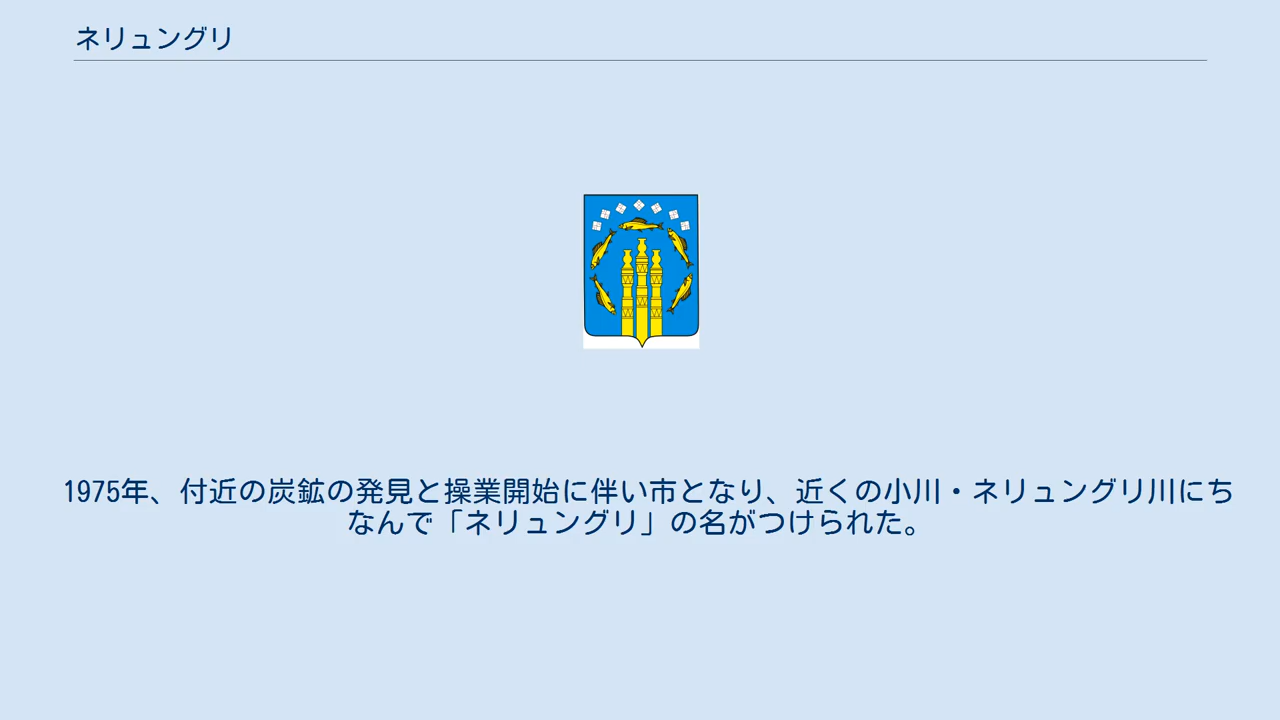 ネリュングリ
1975年、付近の炭鉱の発見と操業開始に伴い市となり、近くの小川・ネリュングリ川にち
なんで「ネリュングリ」の名がつけられた。